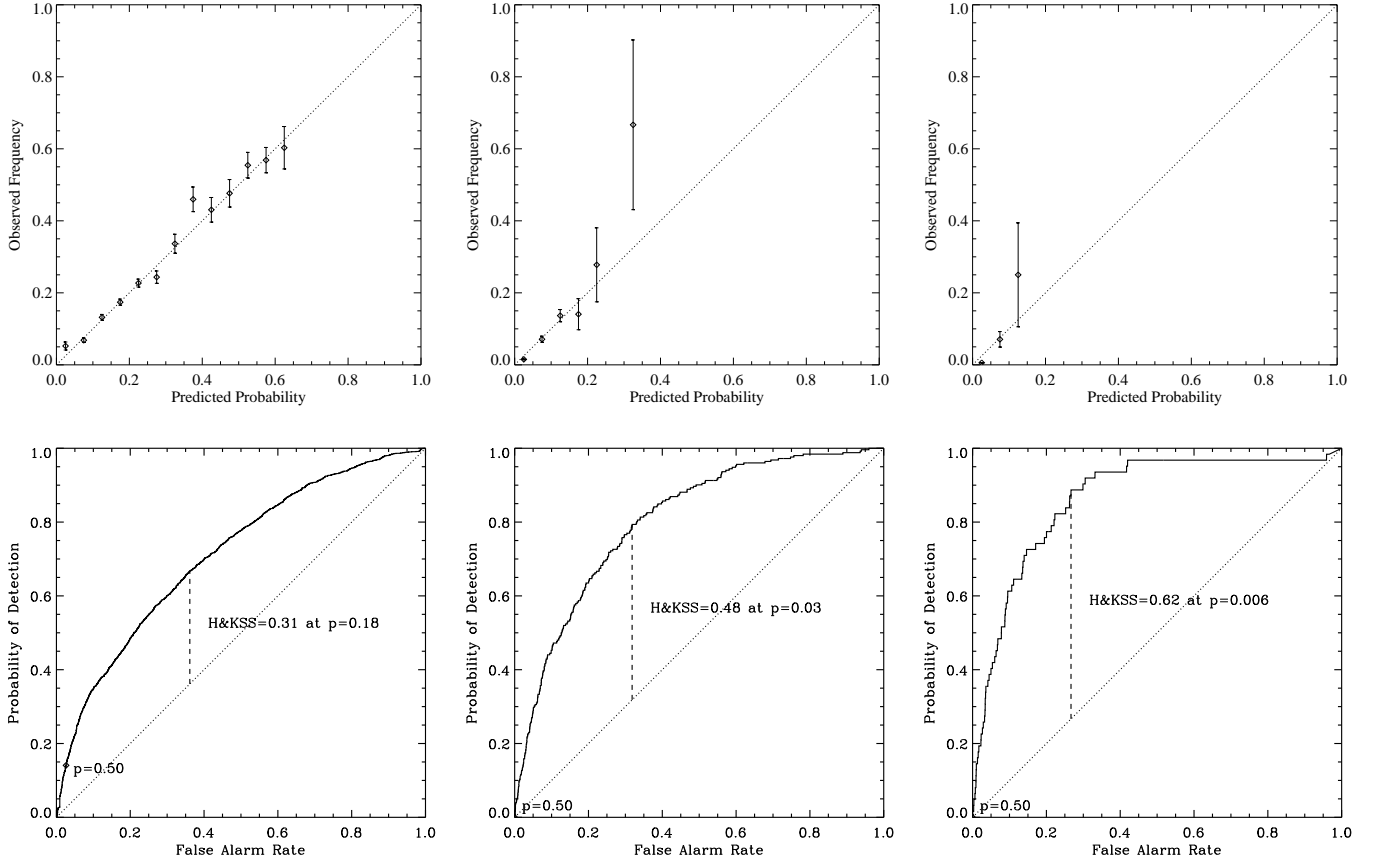 1.0
0.8
0.6
0.4
0.2
0.0
Observed Frequency
0.0 0.2 0.4 0.6 0.8 1.0
Predicted Probability
1.0
0.8
0.6
0.4
0.2
0.0
Observed Frequency
0.0 0.2 0.4 0.6 0.8 1.0
Predicted Probability
1.0
0.8
0.6
0.4
0.2
0.0
Observed Frequency
0.0 0.2 0.4 0.6 0.8 1.0
Predicted Probability
1.0
0.8
0.6
0.4
0.2
0.0
Probability of Detection
H&KSS=0.31 at p=0.18
p=0.50
0.0 0.2 0.4 0.6 0.8 1.0
False Alarm Rate
1.0
0.8
0.6
0.4
0.2
0.0
Probability of Detection
H&KSS=0.48 at p=0.03
p=0.50
0.0 0.2 0.4 0.6 0.8 1.0
False Alarm Rate
1.0
0.8
0.6
0.4
0.2
0.0
Probability of Detection
H&KSS=0.62 at p=0.006
p=0.50
0.0 0.2 0.4 0.6 0.8 1.0
False Alarm Rate